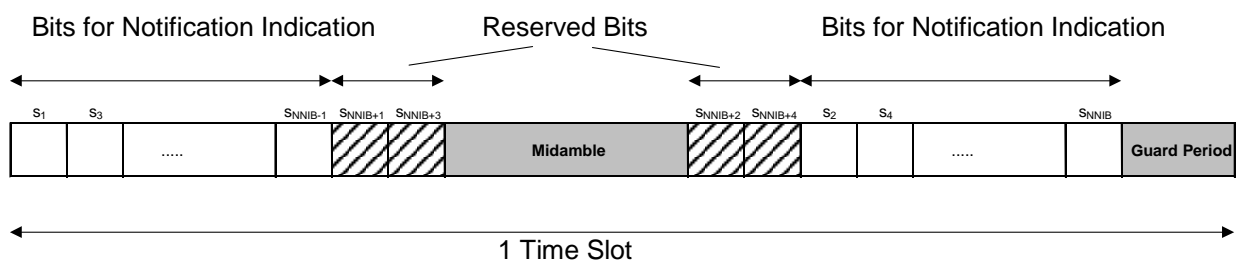 Bits for Notification Indication Reserved Bits Bits for Notification Indication
s1 s3 sNNIB-1 sNNIB+1 sNNIB+3 sNNIB+2 sNNIB+4 s2 s4 sNNIB
..... Midamble ..... Guard Period
1 Time Slot